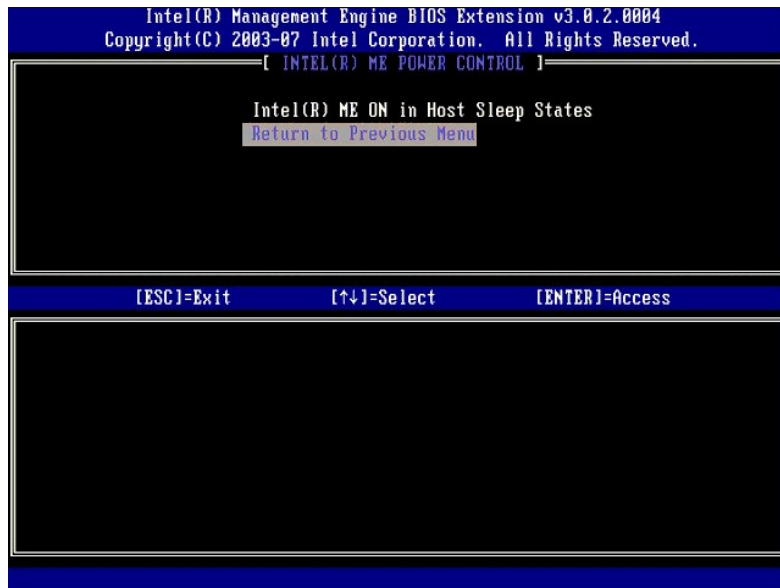 Intel(R) Management Engine BIOS Extension v3.0.2.0004
Copyright(C) 2003-07 Intel Corporation. All Rights Reserved.
[ INTEL(R) ME POWER CONTROL ]
Intel(R) ME ON in Host Sleep States
Return to Previous Menu
[ESC]=Exit [↑↓]=Select [ENTER]=Access